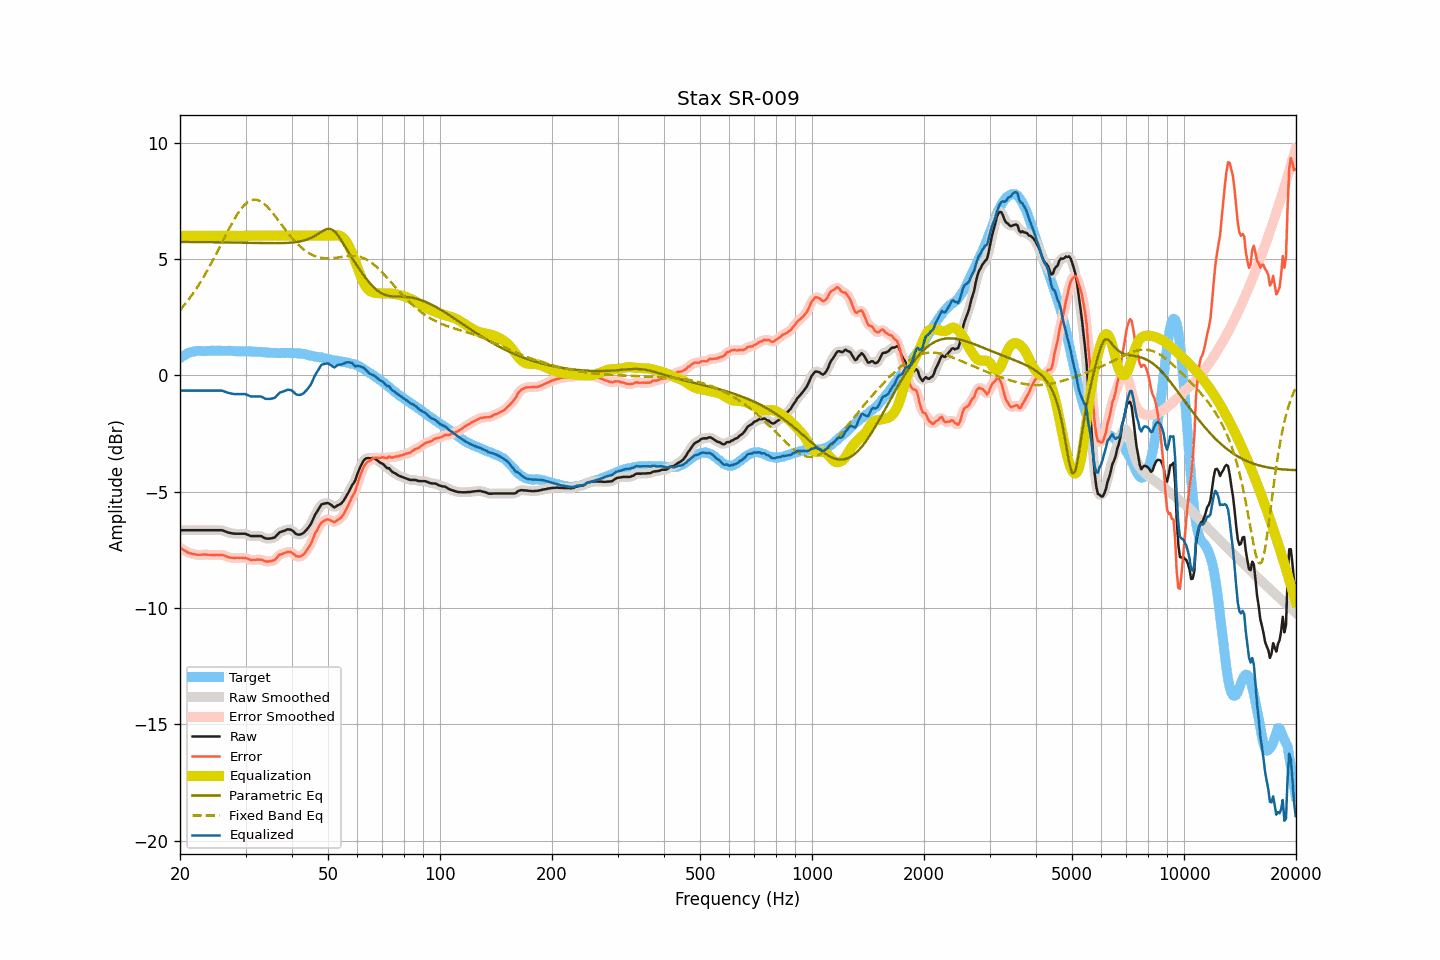 Stax SR-009
10
5
0
−5
−10
−15
−20
Amplitude (dBr)
Target
Raw Smoothed
Error Smoothed
Raw
Error
Equalization
Parametric Eq
Fixed Band Eq
Equalized
20 50 100 200 500 1000 2000 5000 10000 20000
Frequency (Hz)